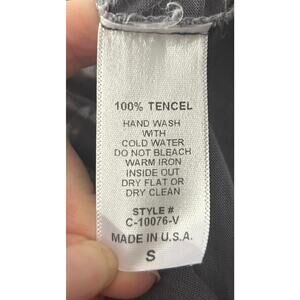 100% TENCEL
HAND WASH
WITH
COLD WATER
DO NOT BLEACH
WARM IRON
INSIDE OUT
DRY FLAT OR
DRY CLEAN
STYLE #
C-10076-V
MADE IN U.S.A.
S